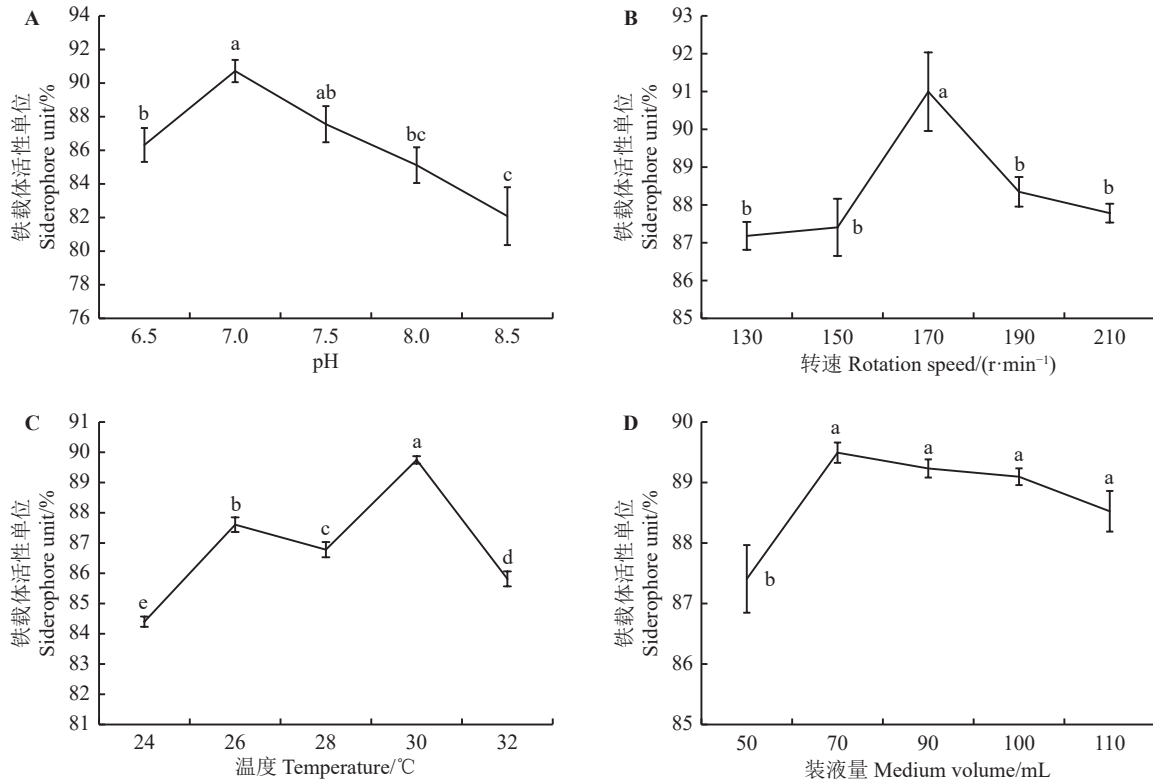 A
铁载体活性单位
Siderophore unit/%
94
92
90
88
86
84
82
80
78
76
b
a
ab
bc
c
6.5 7.0 7.5 8.0 8.5
pH
B
铁载体活性单位
Siderophore unit/%
93
92
91
90
89
88
87
86
85
b
b
a
b
b
130 150 170 190 210
转速 Rotation speed/(r·min⁻¹)
C
铁载体活性单位
Siderophore unit/%
91
90
89
88
87
86
85
84
83
82
81
e
b
c
a
d
24 26 28 30 32
温度 Temperature/℃
D
铁载体活性单位
Siderophore unit/%
90
89
88
87
86
85
b
a
a
a
a
50 70 90 100 110
装液量 Medium volume/mL